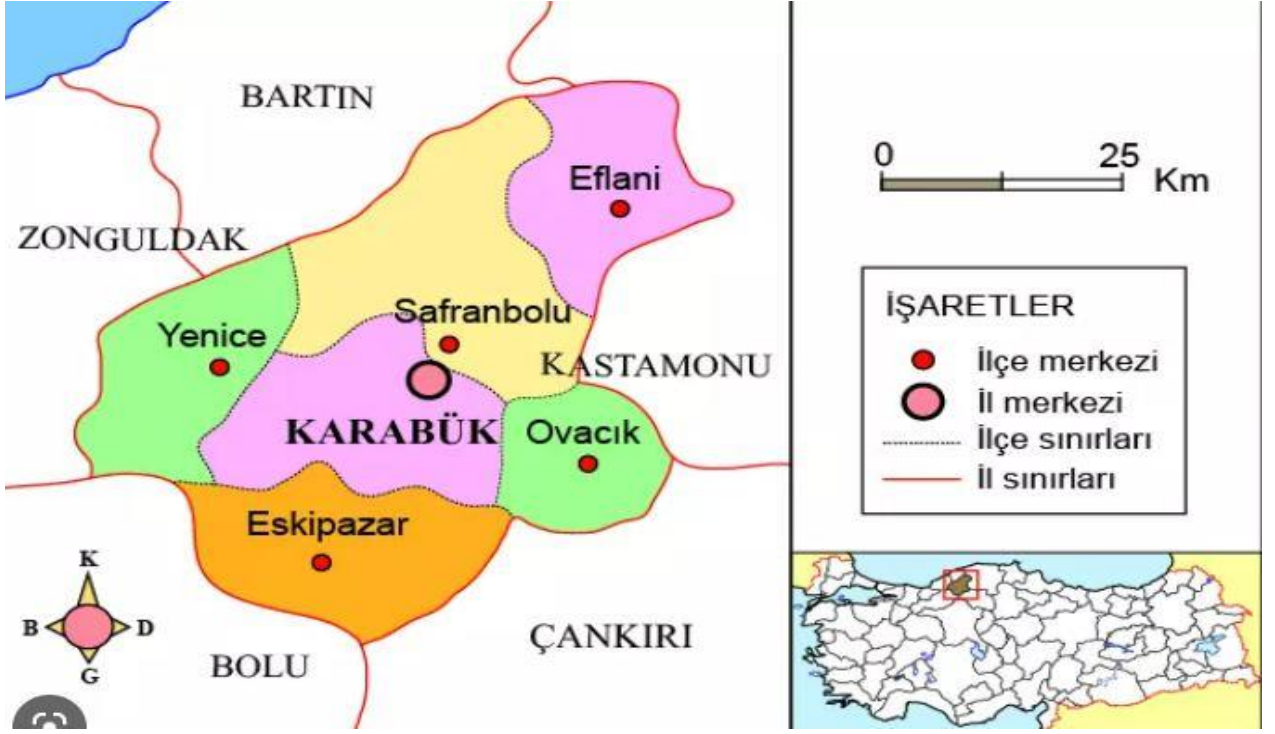 BARTIN
Eflani
ZONGULDAK
Safranbolu
Yenice
KASTAMONU
KARABÜK
Ovacık
Eskipazar
K
B D
G
BOLU
ÇANKIRI
0 25
Km
İŞARETLER
İlçe merkezi
İl merkezi
İlçe sınırları
İl sınırları